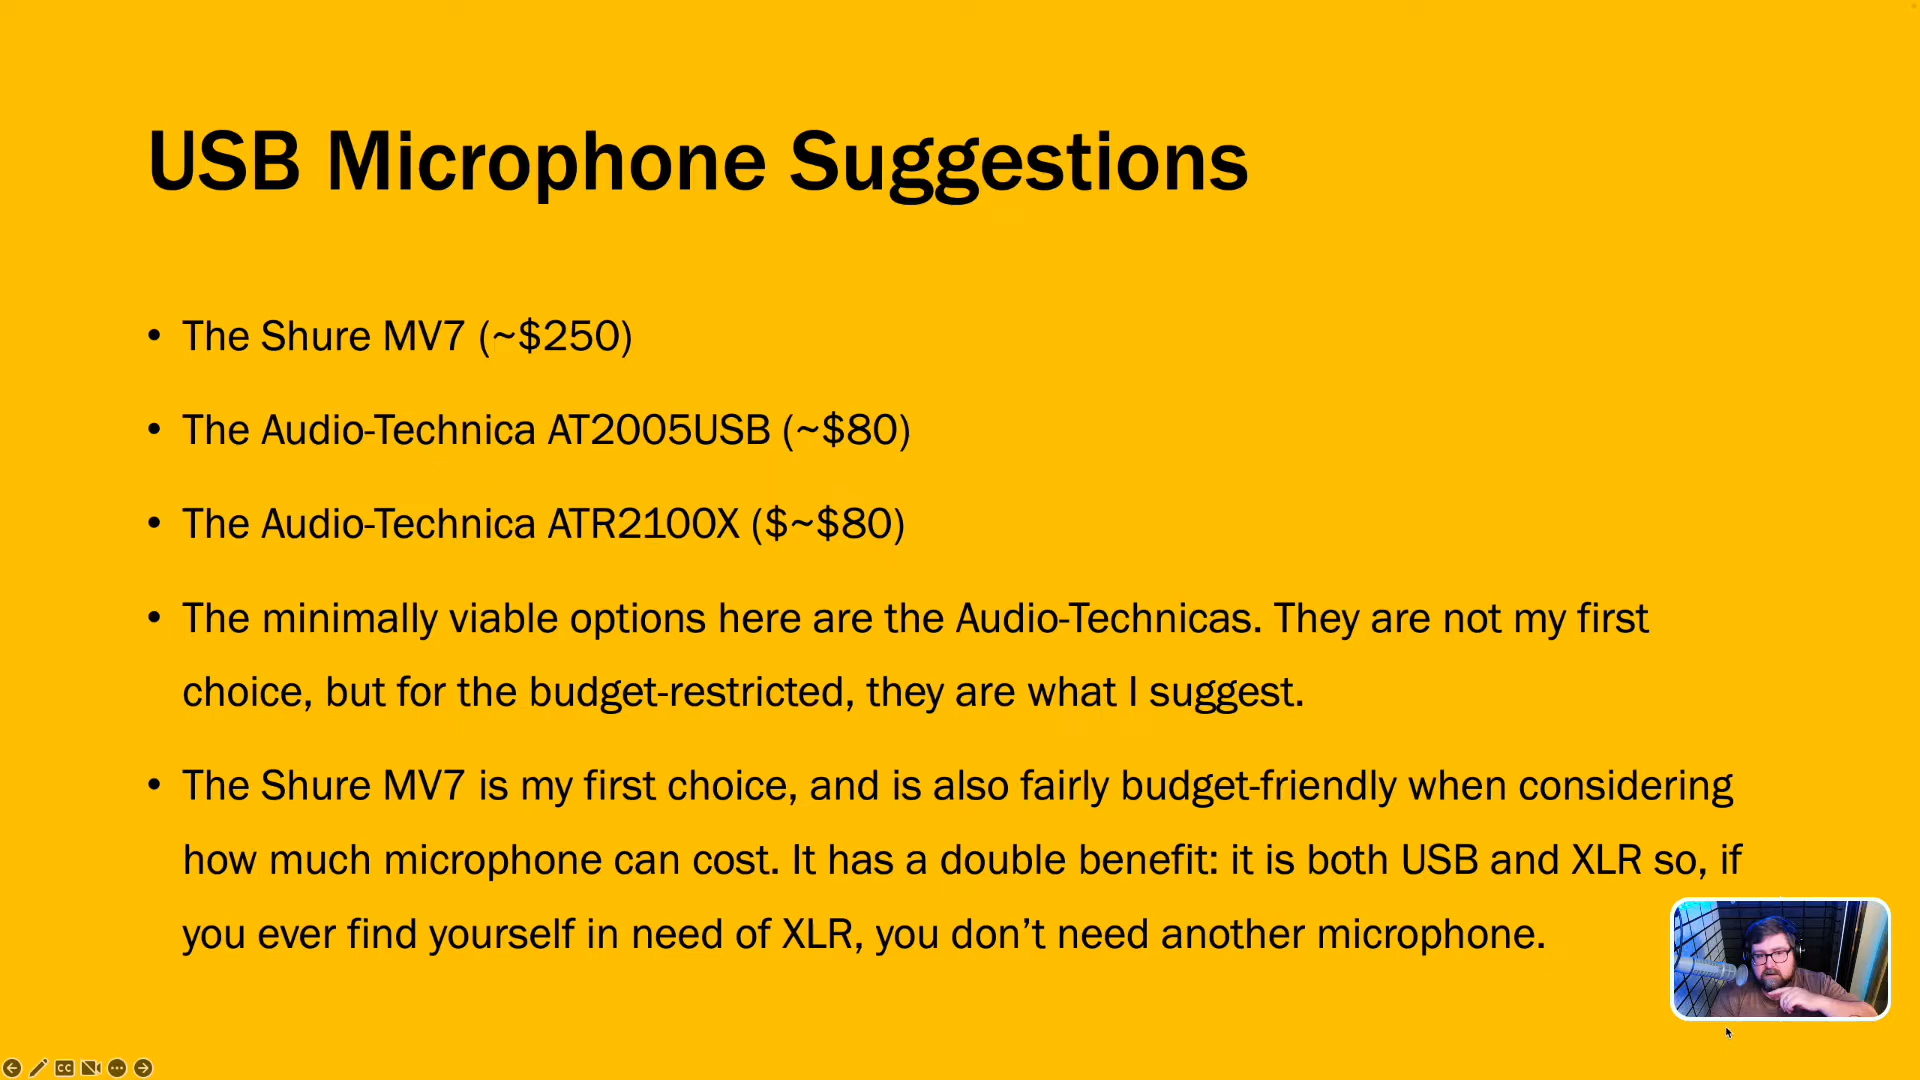 USB Microphone Suggestions
• The Shure MV7 (~$250)
• The Audio-Technica AT2005USB (~$80)
• The Audio-Technica ATR2100X ($~$80)
• The minimally viable options here are the Audio-Technicas. They are not my first
choice, but for the budget-restricted, they are what I suggest.
• The Shure MV7 is my first choice, and is also fairly budget-friendly when considering
how much microphone can cost. It has a double benefit: it is both USB and XLR so, if
you ever find yourself in need of XLR, you don’t need another microphone.
CC